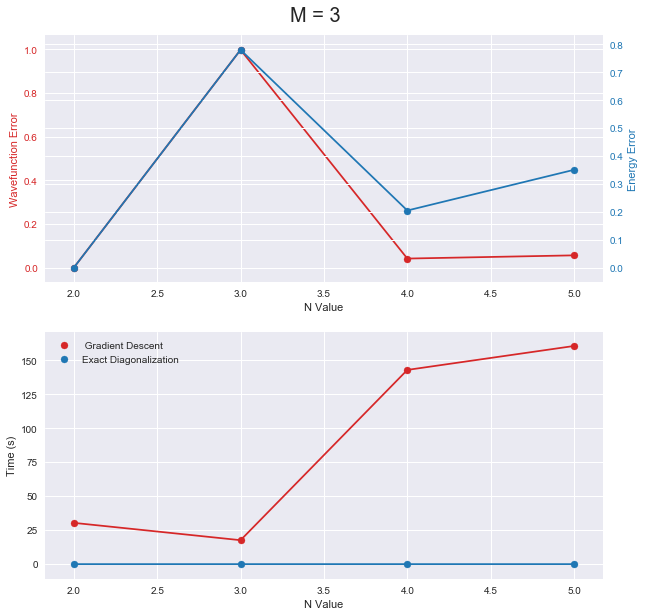 M = 3
1.0
0.8
0.6
0.4
0.2
0.0
Wavefunction Error
0.8
0.7
0.6
0.5
0.4
0.3
0.2
0.1
0.0
Energy Error
2.0 2.5 3.0 3.5 4.0 4.5 5.0
N Value
Gradient Descent
Exact Diagonalization
150
125
100
75
50
25
0
Time (s)
2.0 2.5 3.0 3.5 4.0 4.5 5.0
N Value